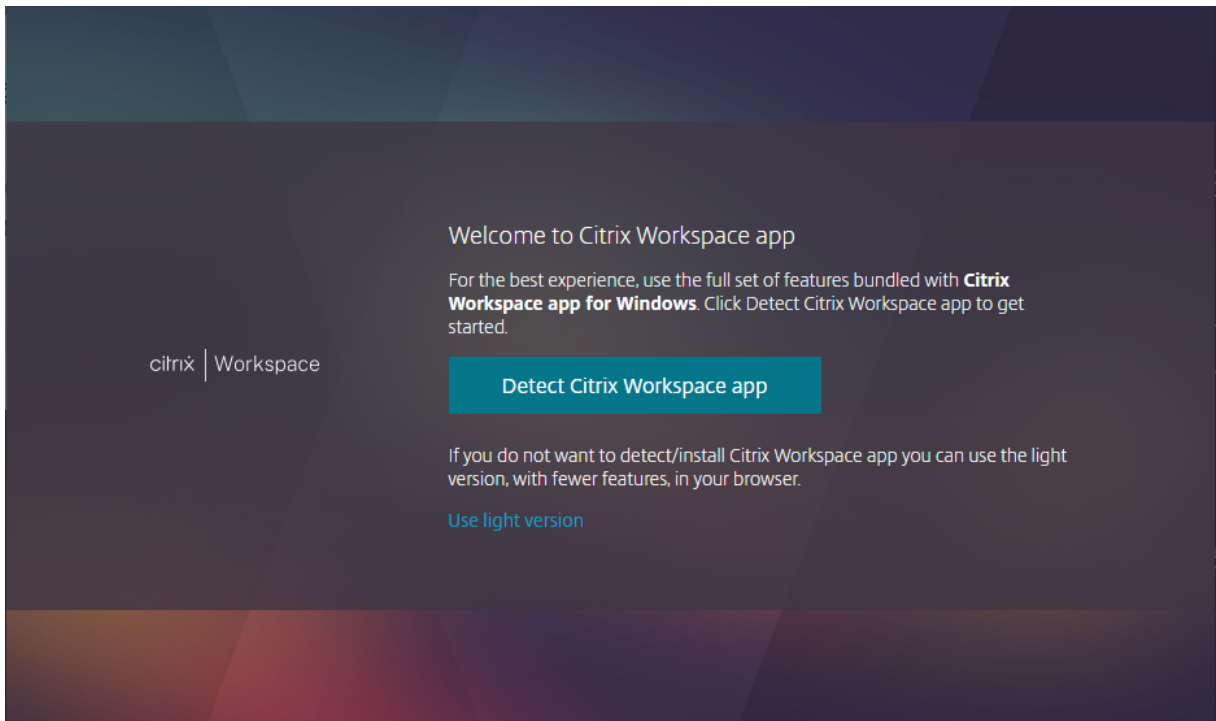 Welcome to Citrix Workspace app
For the best experience, use the full set of features bundled with Citrix
Workspace app for Windows. Click Detect Citrix Workspace app to get
started.
citrix | Workspace
Detect Citrix Workspace app
If you do not want to detect/install Citrix Workspace app you can use the light
version, with fewer features, in your browser.
Use light version